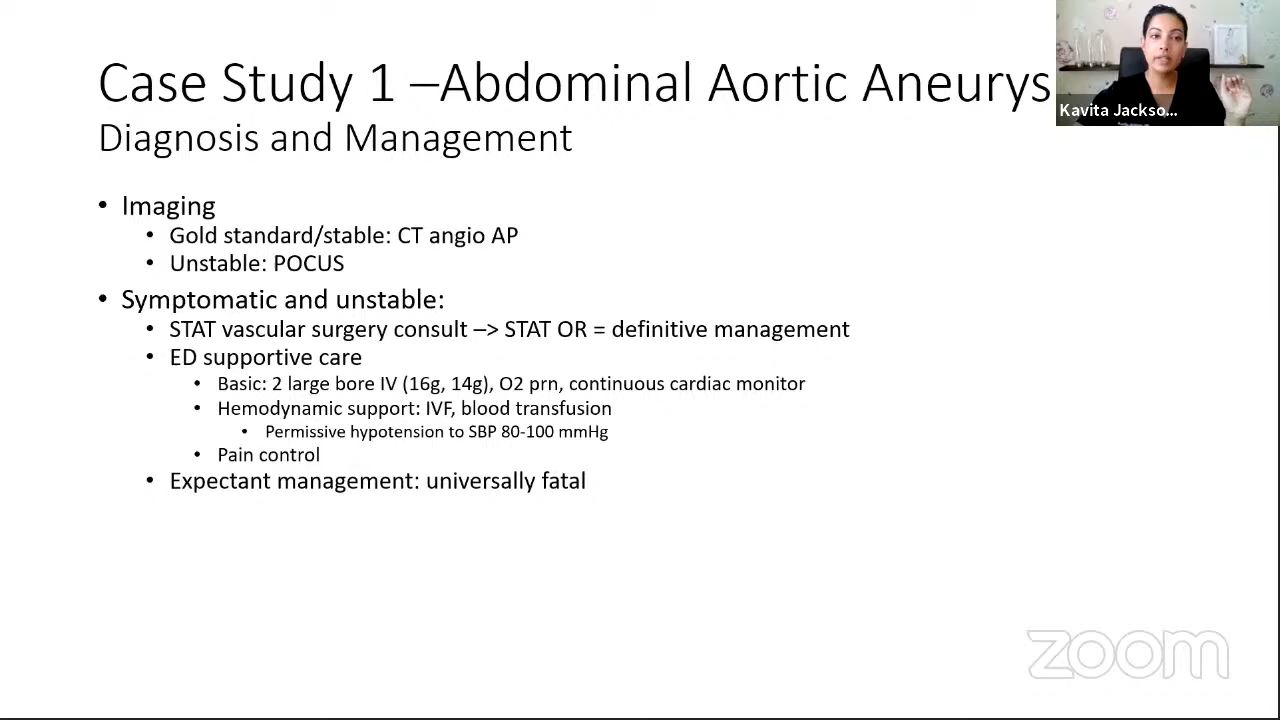 Case Study 1 –Abdominal Aortic Aneurys
Diagnosis and Management
Kavita Jackso...
• Imaging
• Gold standard/stable: CT angio AP
• Unstable: POCUS
• Symptomatic and unstable:
• STAT vascular surgery consult –> STAT OR = definitive management
• ED supportive care
• Basic: 2 large bore IV (16g, 14g), O2 prn, continuous cardiac monitor
• Hemodynamic support: IVF, blood transfusion
• Permissive hypotension to SBP 80-100 mmHg
• Pain control
• Expectant management: universally fatal
zoom